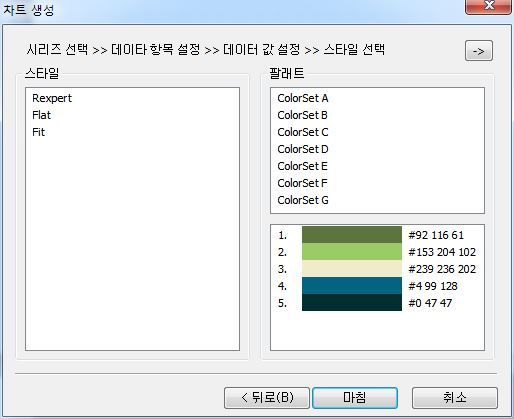 차트 생성
시리즈 선택 >> 데이타 항목 설정 >> 데이터 값 설정 >> 스타일 선택
->
스타일
Rexpert
Flat
Fit
팔래트
ColorSet A
ColorSet B
ColorSet C
ColorSet D
ColorSet E
ColorSet F
ColorSet G
1. #92 116 61
2. #153 204 102
3. #239 236 202
4. #4 99 128
5. #0 47 47
< 뒤로(B)
마침
취소